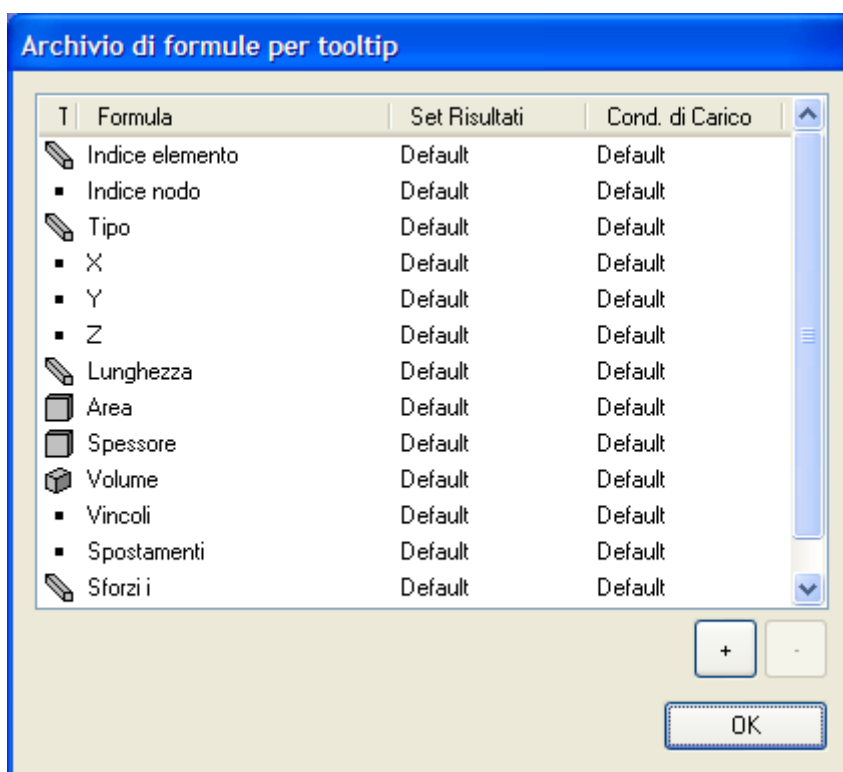 Archivio di formule per tooltip
T Formula Set Risultati Cond. di Carico
Indice elemento Default Default
Indice nodo Default Default
Tipo Default Default
X Default Default
Y Default Default
Z Default Default
Lunghezza Default Default
Area Default Default
Spessore Default Default
Volume Default Default
Vincoli Default Default
Spostamenti Default Default
Sforzi i Default Default
+ -
OK